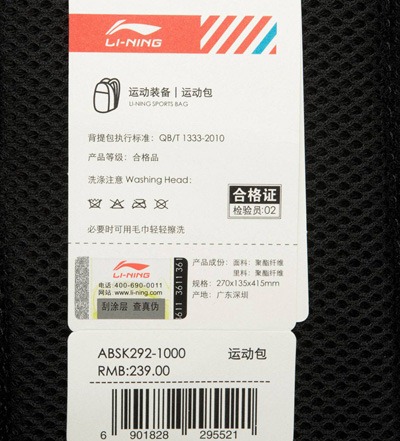 LI-NING
运动装备|运动包
LI-NING SPORTS BAG
背提包执行标准: QB/T 1333-2010
产品等级: 合格品
洗涤注意 Washing Head:
合格证
检验员:02
必要时可用毛巾轻轻擦洗
LI-NING
电话 400-690-0011
网站 www.li-ning.com
刮涂层 查真伪
3611 3611 361
产品成份: 面料: 聚酯纤维
里料: 聚酯纤维
规格: 270x135x415mm
产地: 广东深圳
ABSK292-1000 运动包
RMB:239.00
6 901828 295521